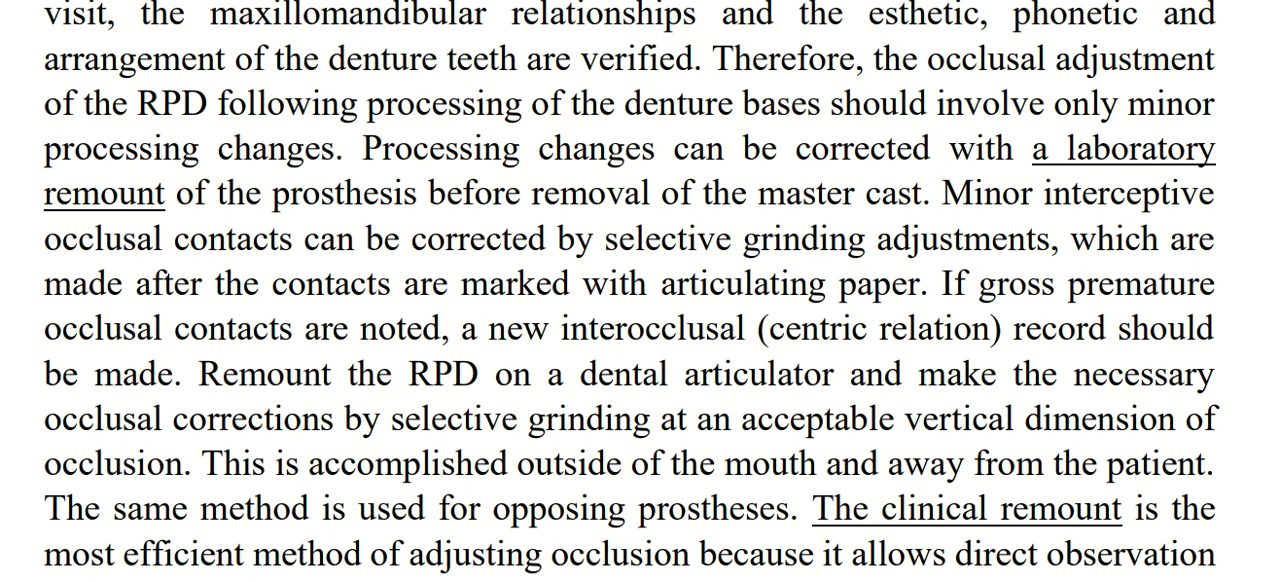 visit, the maxillomandibular relationships and the esthetic, phonetic and
arrangement of the denture teeth are verified. Therefore, the occlusal adjustment
of the RPD following processing of the denture bases should involve only minor
processing changes. Processing changes can be corrected with a laboratory
remount of the prosthesis before removal of the master cast. Minor interceptive
occlusal contacts can be corrected by selective grinding adjustments, which are
made after the contacts are marked with articulating paper. If gross premature
occlusal contacts are noted, a new interocclusal (centric relation) record should
be made. Remount the RPD on a dental articulator and make the necessary
occlusal corrections by selective grinding at an acceptable vertical dimension of
occlusion. This is accomplished outside of the mouth and away from the patient.
The same method is used for opposing prostheses. The clinical remount is the
most efficient method of adjusting occlusion because it allows direct observation